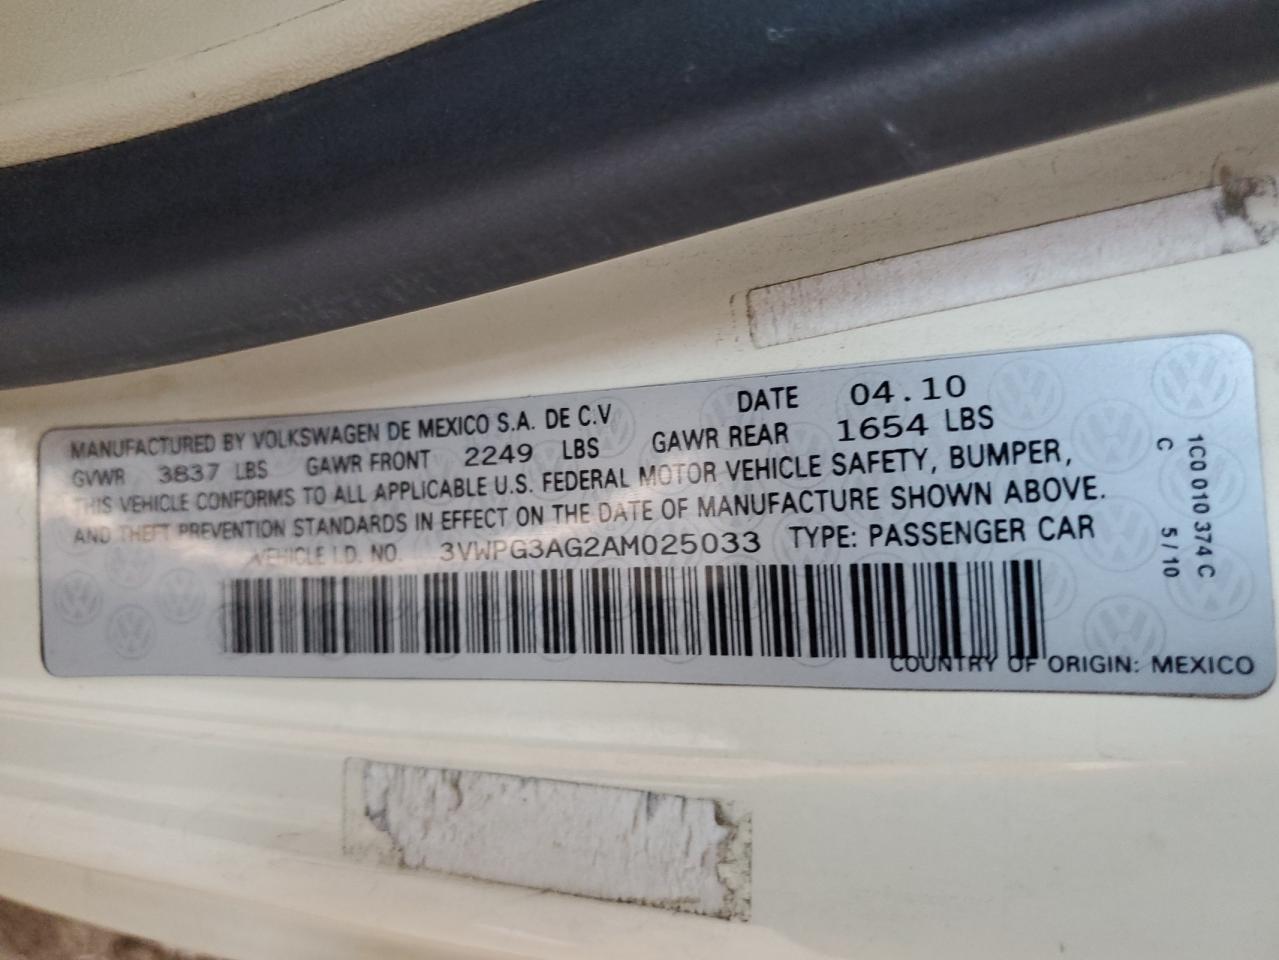 MANUFACTURED BY VOLKSWAGEN DE MEXICO S.A. DE C.V DATE 04.10
GVWR 3837 LBS GAWR FRONT 2249 LBS GAWR REAR 1654 LBS
THIS VEHICLE CONFORMS TO ALL APPLICABLE U.S. FEDERAL MOTOR VEHICLE SAFETY, BUMPER,
AND THEFT PREVENTION STANDARDS IN EFFECT ON THE DATE OF MANUFACTURE SHOWN ABOVE.
VEHICLE I.D. NO. 3VWPG3AG2AM025033 TYPE: PASSENGER CAR
COUNTRY OF ORIGIN: MEXICO
1C0 010 374 C
C 5/10